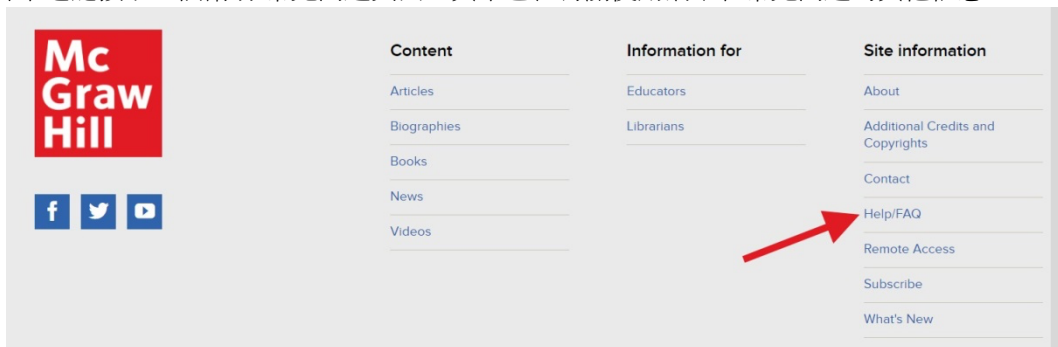 Mc
Graw
Hill
Content
Articles
Biographies
Books
News
Videos
Information for
Educators
Librarians
Site information
About
Additional Credits and
Copyrights
Contact
Help/FAQ
Remote Access
Subscribe
What's New